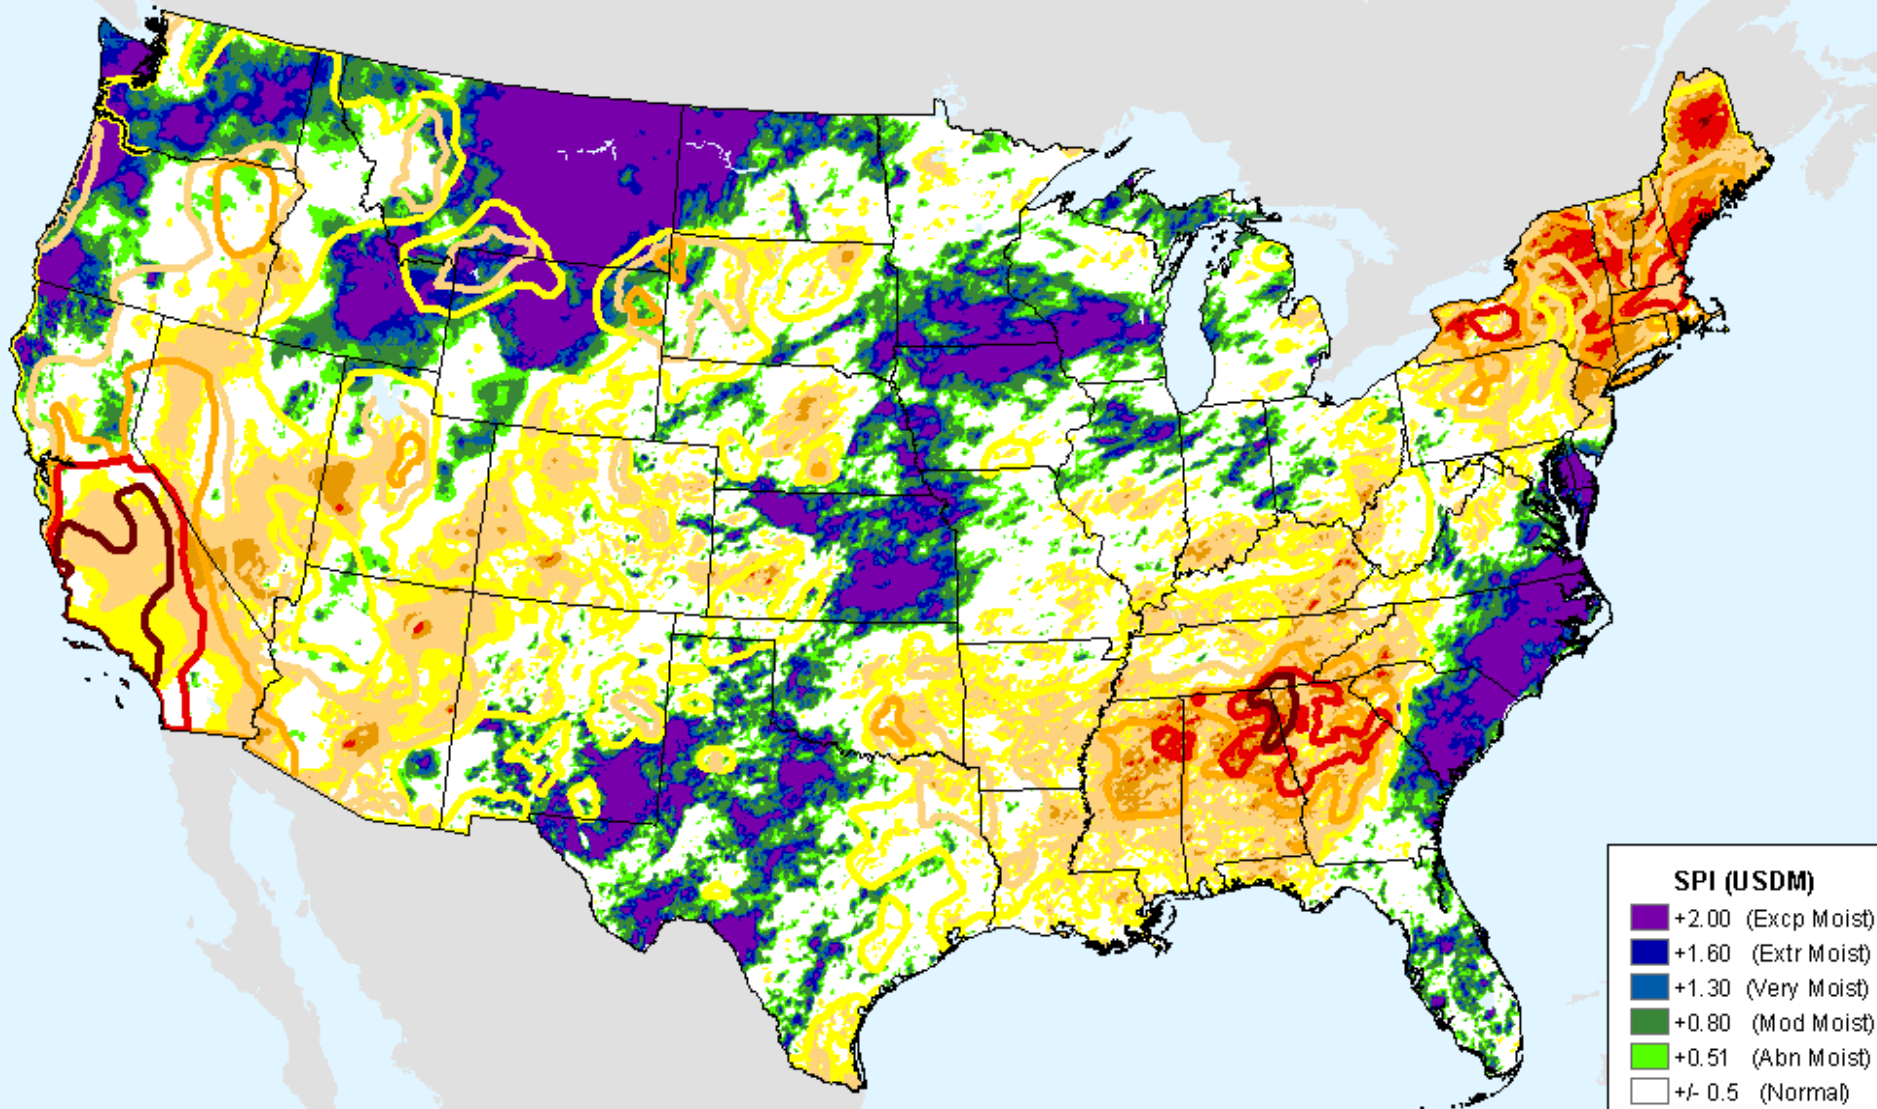 SPI (USDM)
+2.00 (Excp Moist)
+1.60 (Extr Moist)
+1.30 (Very Moist)
+0.80 (Mod Moist)
+0.51 (Abn Moist)
+/- 0.5 (Normal)